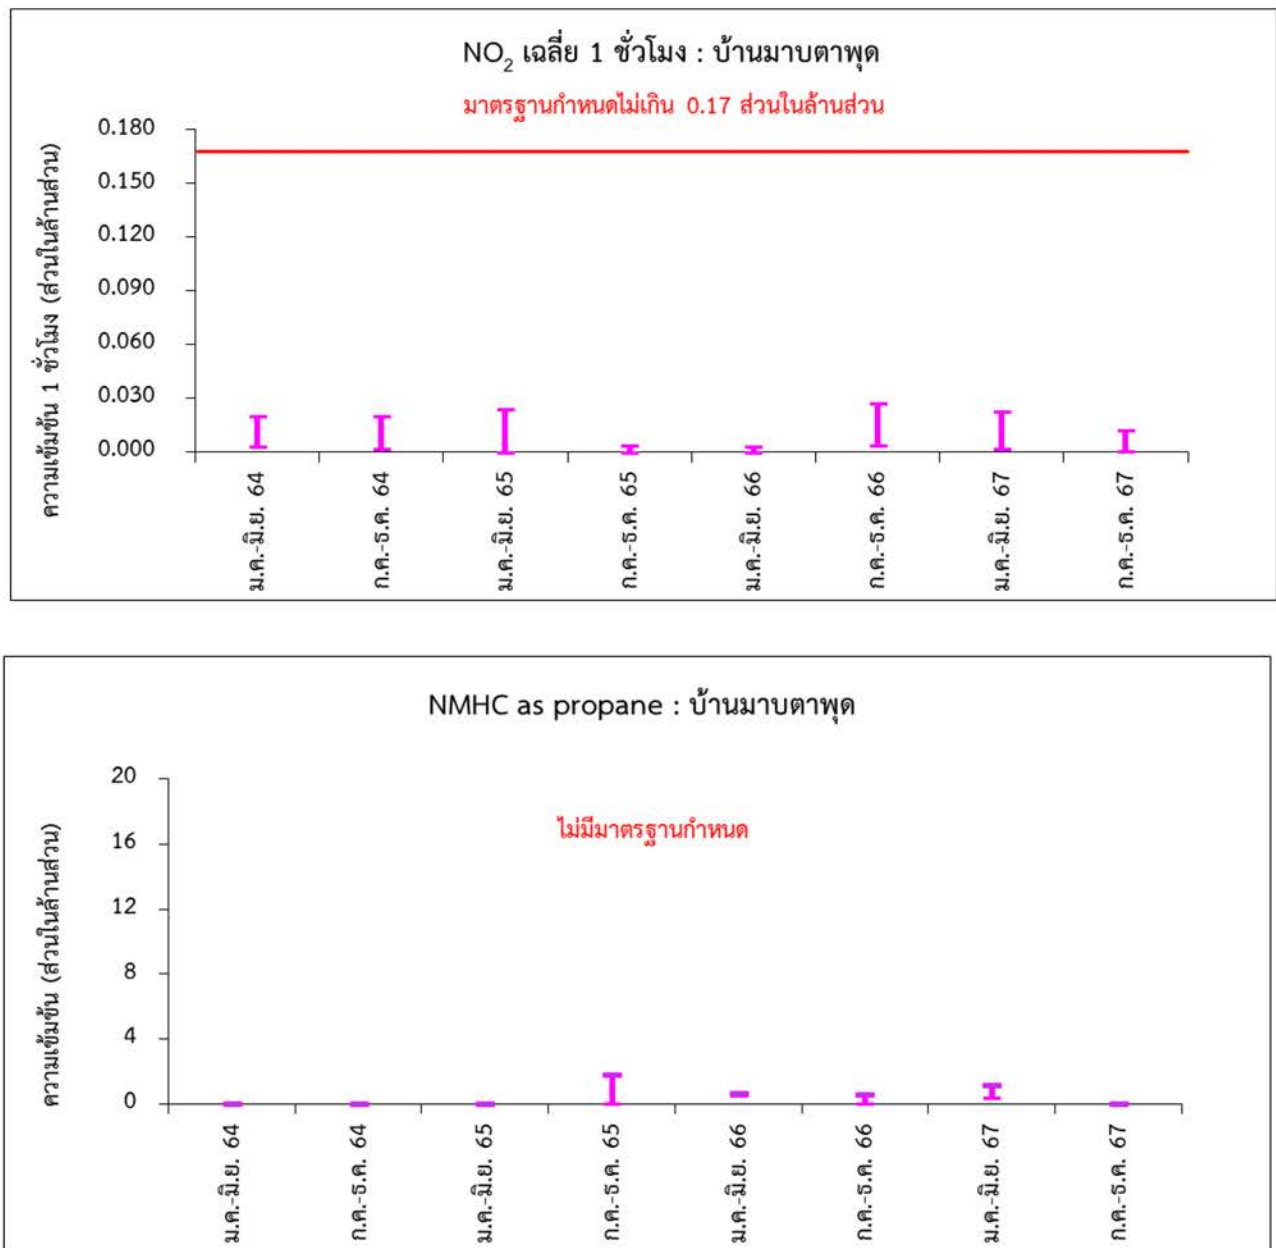 NO2 เฉลี่ย 1 ชั่วโมง : บ้านมาบตาพุด
มาตรฐานกำหนดไม่เกิน 0.17 ส่วนในล้านส่วน
ความเข้มข้น 1 ชั่วโมง (ส่วนในล้านส่วน)
0.180
0.150
0.120
0.090
0.060
0.030
0.000
ม.ค.-มิ.ย. 64
ก.ค.-ธ.ค. 64
ม.ค.-มิ.ย. 65
ก.ค.-ธ.ค. 65
ม.ค.-มิ.ย. 66
ก.ค.-ธ.ค. 66
ม.ค.-มิ.ย. 67
ก.ค.-ธ.ค. 67
NMHC as propane : บ้านมาบตาพุด
ไม่มีมาตรฐานกำหนด
ความเข้มข้น (ส่วนในล้านส่วน)
20
16
12
8
4
0
ม.ค.-มิ.ย. 64
ก.ค.-ธ.ค. 64
ม.ค.-มิ.ย. 65
ก.ค.-ธ.ค. 65
ม.ค.-มิ.ย. 66
ก.ค.-ธ.ค. 66
ม.ค.-มิ.ย. 67
ก.ค.-ธ.ค. 67